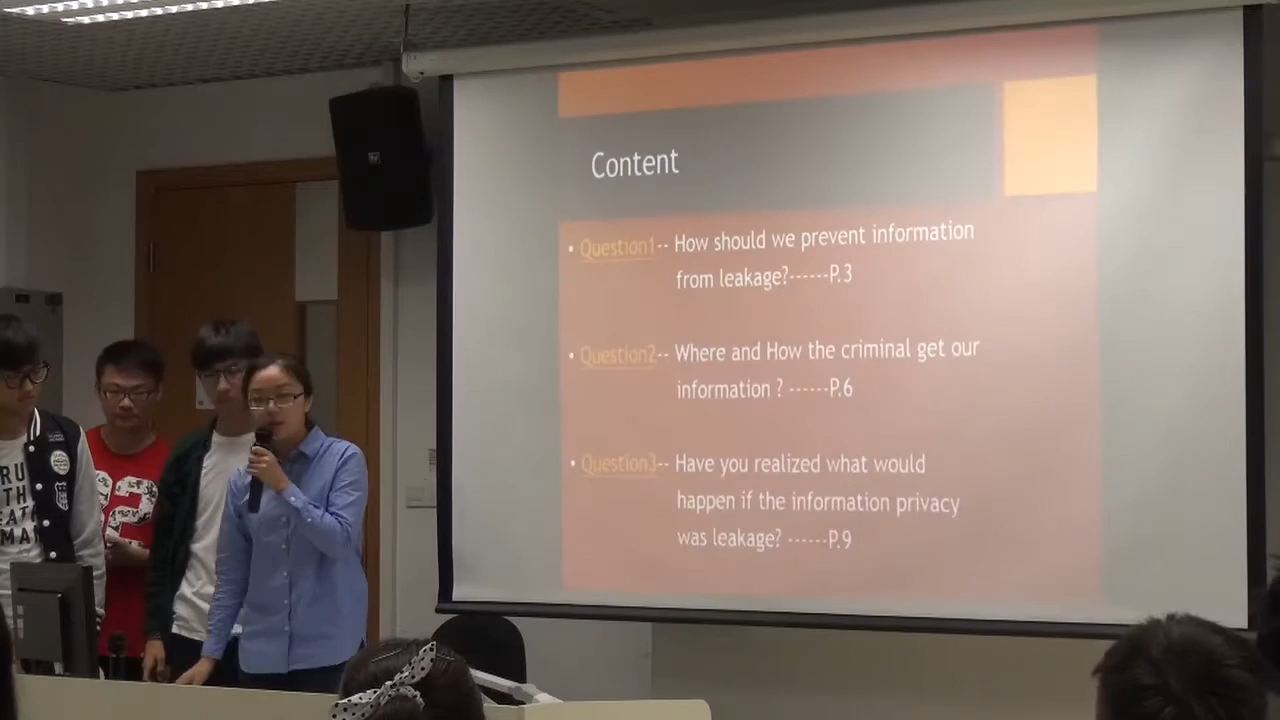 Content
• Question1-- How should we prevent information
from leakage?------P.3
• Question2-- Where and How the criminal get our
information ? ------P.6
• Question3-- Have you realized what would
happen if the information privacy
was leakage? ------P.9